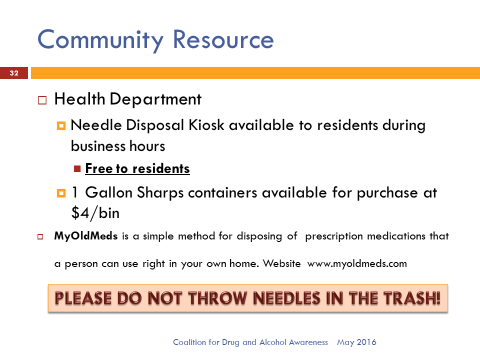 Community Resource
32
Health Department
Needle Disposal Kiosk available to residents during
business hours
Free to residents
1 Gallon Sharps containers available for purchase at
$4/bin
MyOldMeds is a simple method for disposing of prescription medications that
a person can use right in your own home. Website www.myoldmeds.com
PLEASE DO NOT THROW NEEDLES IN THE TRASH!
Coalition for Drug and Alcohol Awareness May 2016